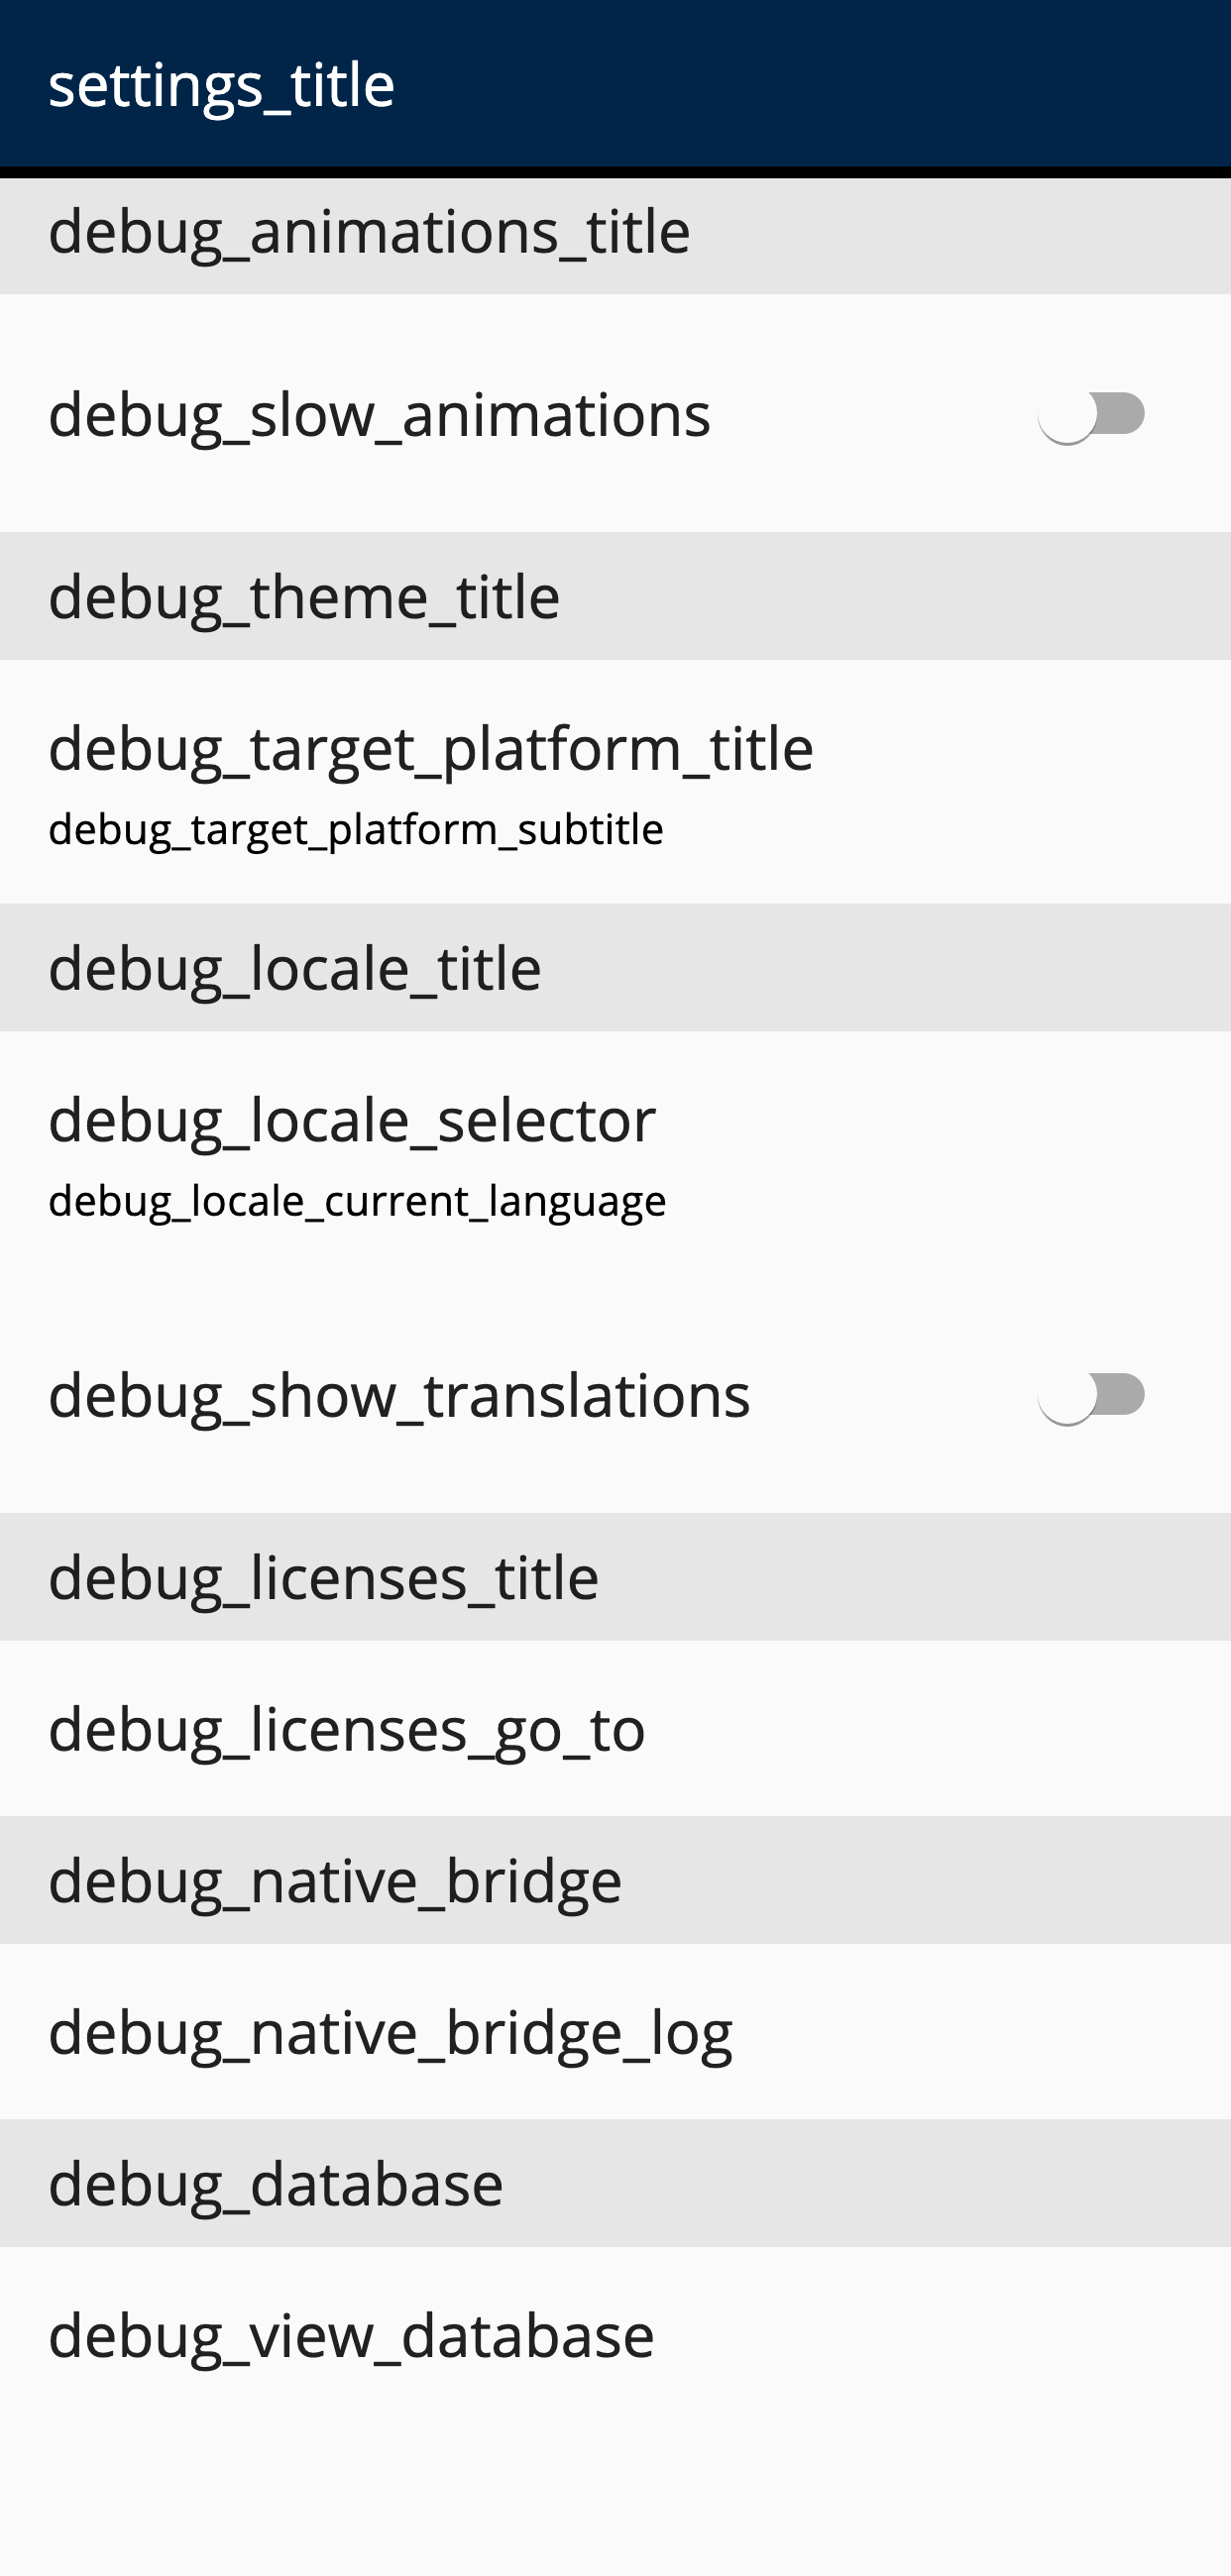 settings_title
debug_animations_title
debug_slow_animations
debug_theme_title
debug_target_platform_title
debug_target_platform_subtitle
debug_locale_title
debug_locale_selector
debug_locale_current_language
debug_show_translations
debug_licenses_title
debug_licenses_go_to
debug_native_bridge
debug_native_bridge_log
debug_database
debug_view_database